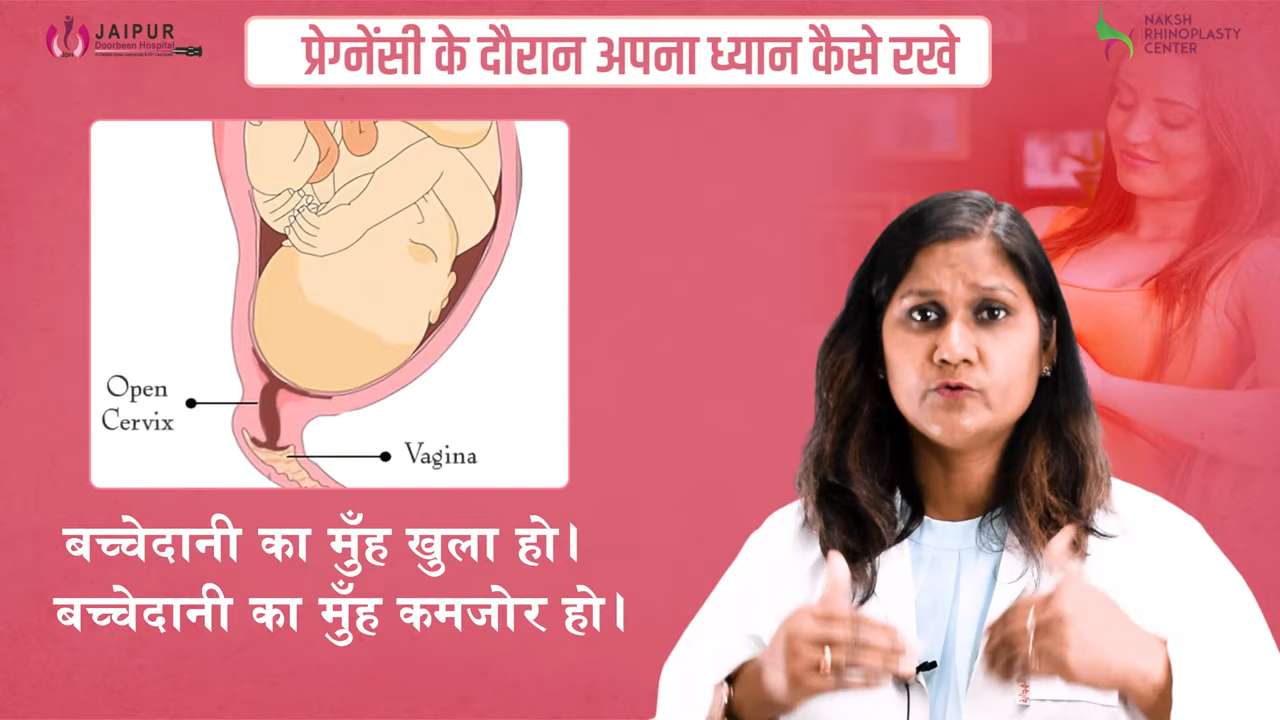 JAIPUR
Doorbeen Hospital
प्रेग्नेंसी के दौरान अपना ध्यान कैसे रखे
NAKSH
RHINOPLASTY
CENTER
Open
Cervix
Vagina
बच्चेदानी का मुँह खुला हो।
बच्चेदानी का मुँह कमजोर हो।